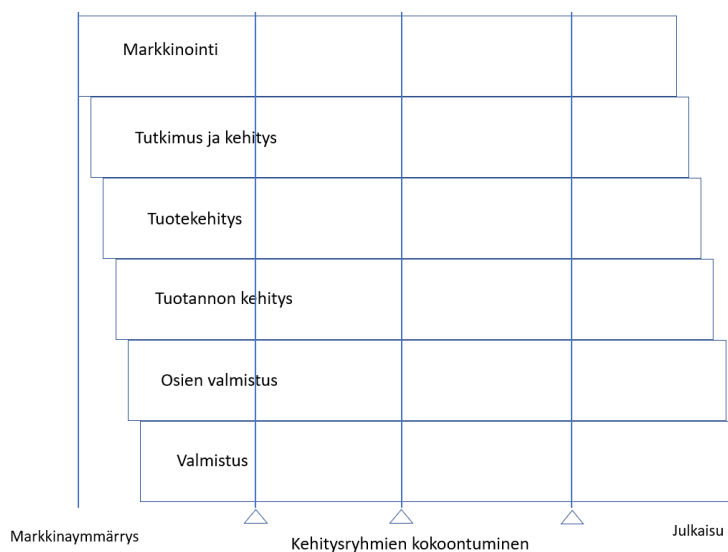 Markkinointi
Tutkimus ja kehitys
Tuotekehitys
Tuotannon kehitys
Osien valmistus
Valmistus
Markkinaymmärrys
Kehitysryhmien kokoontuminen
Julkaisu